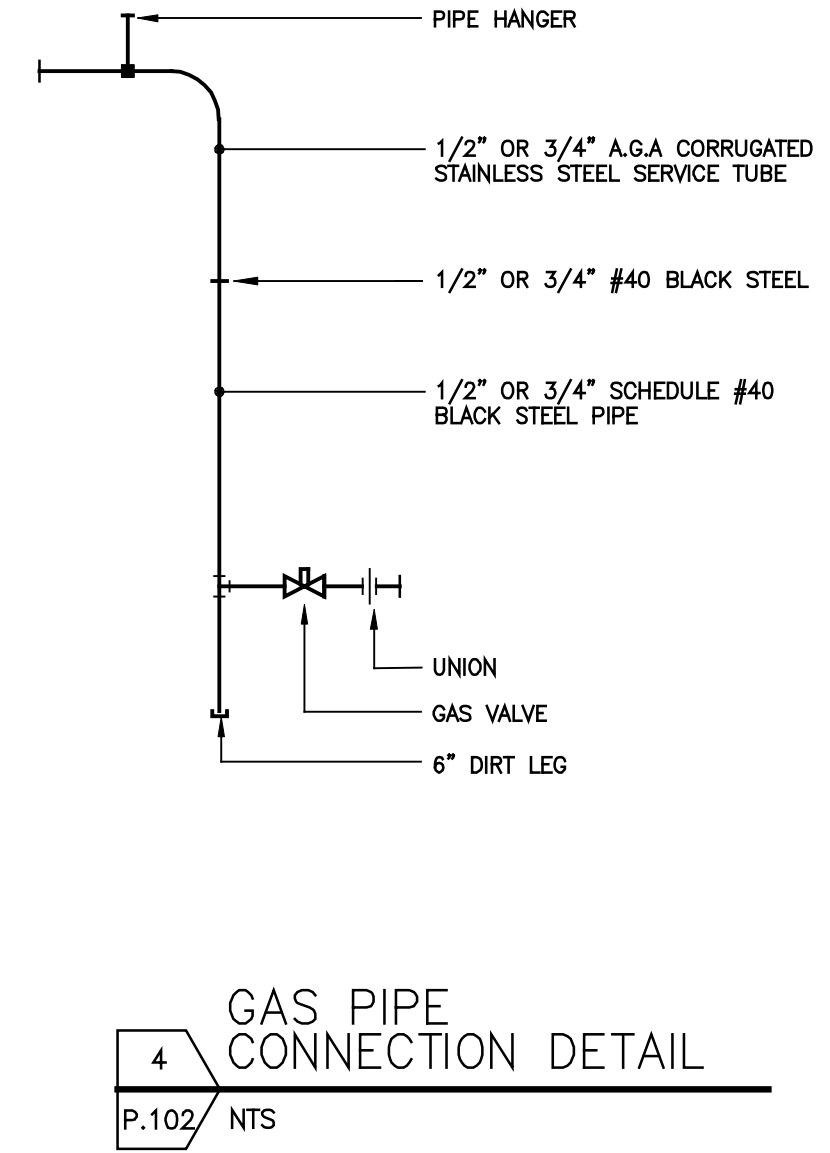 PIPE HANGER
1/2" OR 3/4" A.G.A CORRUGATED
STAINLESS STEEL SERVICE TUBE
1/2" OR 3/4" #40 BLACK STEEL
1/2" OR 3/4" SCHEDULE #40
BLACK STEEL PIPE
UNION
GAS VALVE
6" DIRT LEG
GAS PIPE
CONNECTION DETAIL
4
P.102
NTS